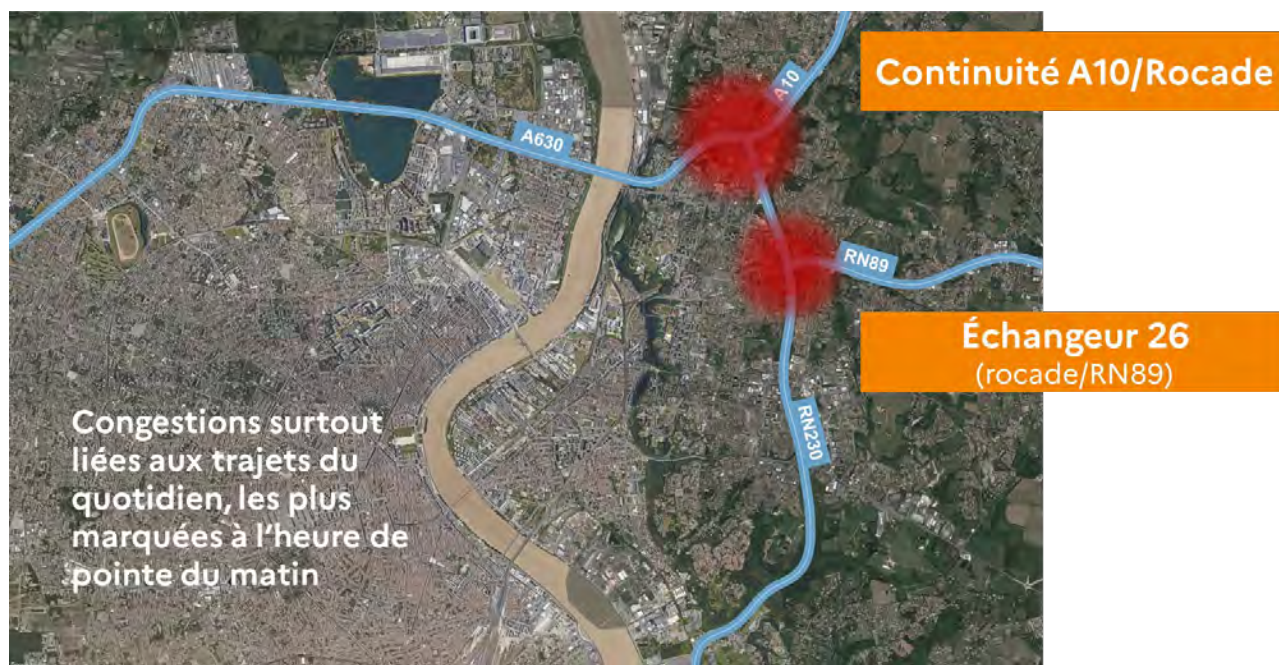 Continuité A10/Rocade
A10
A630
RN89
Échangeur 26
(rocade/RN89)
RN230
Congestions surtout
liées aux trajets du
quotidien, les plus
marquées à l'heure de
pointe du matin